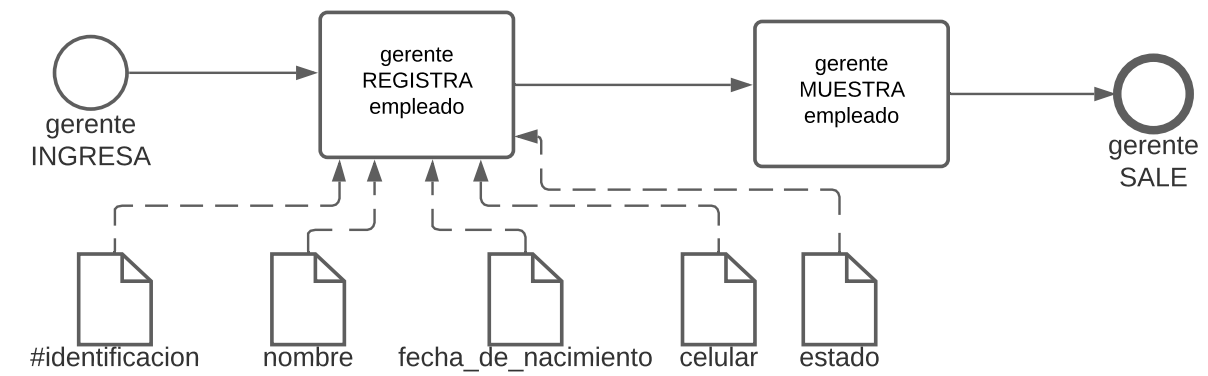 gerente
INGRESA
gerente
REGISTRA
empleado
gerente
MUESTRA
empleado
gerente
SALE
#identificacion
nombre
fecha_de_nacimiento
celular
estado